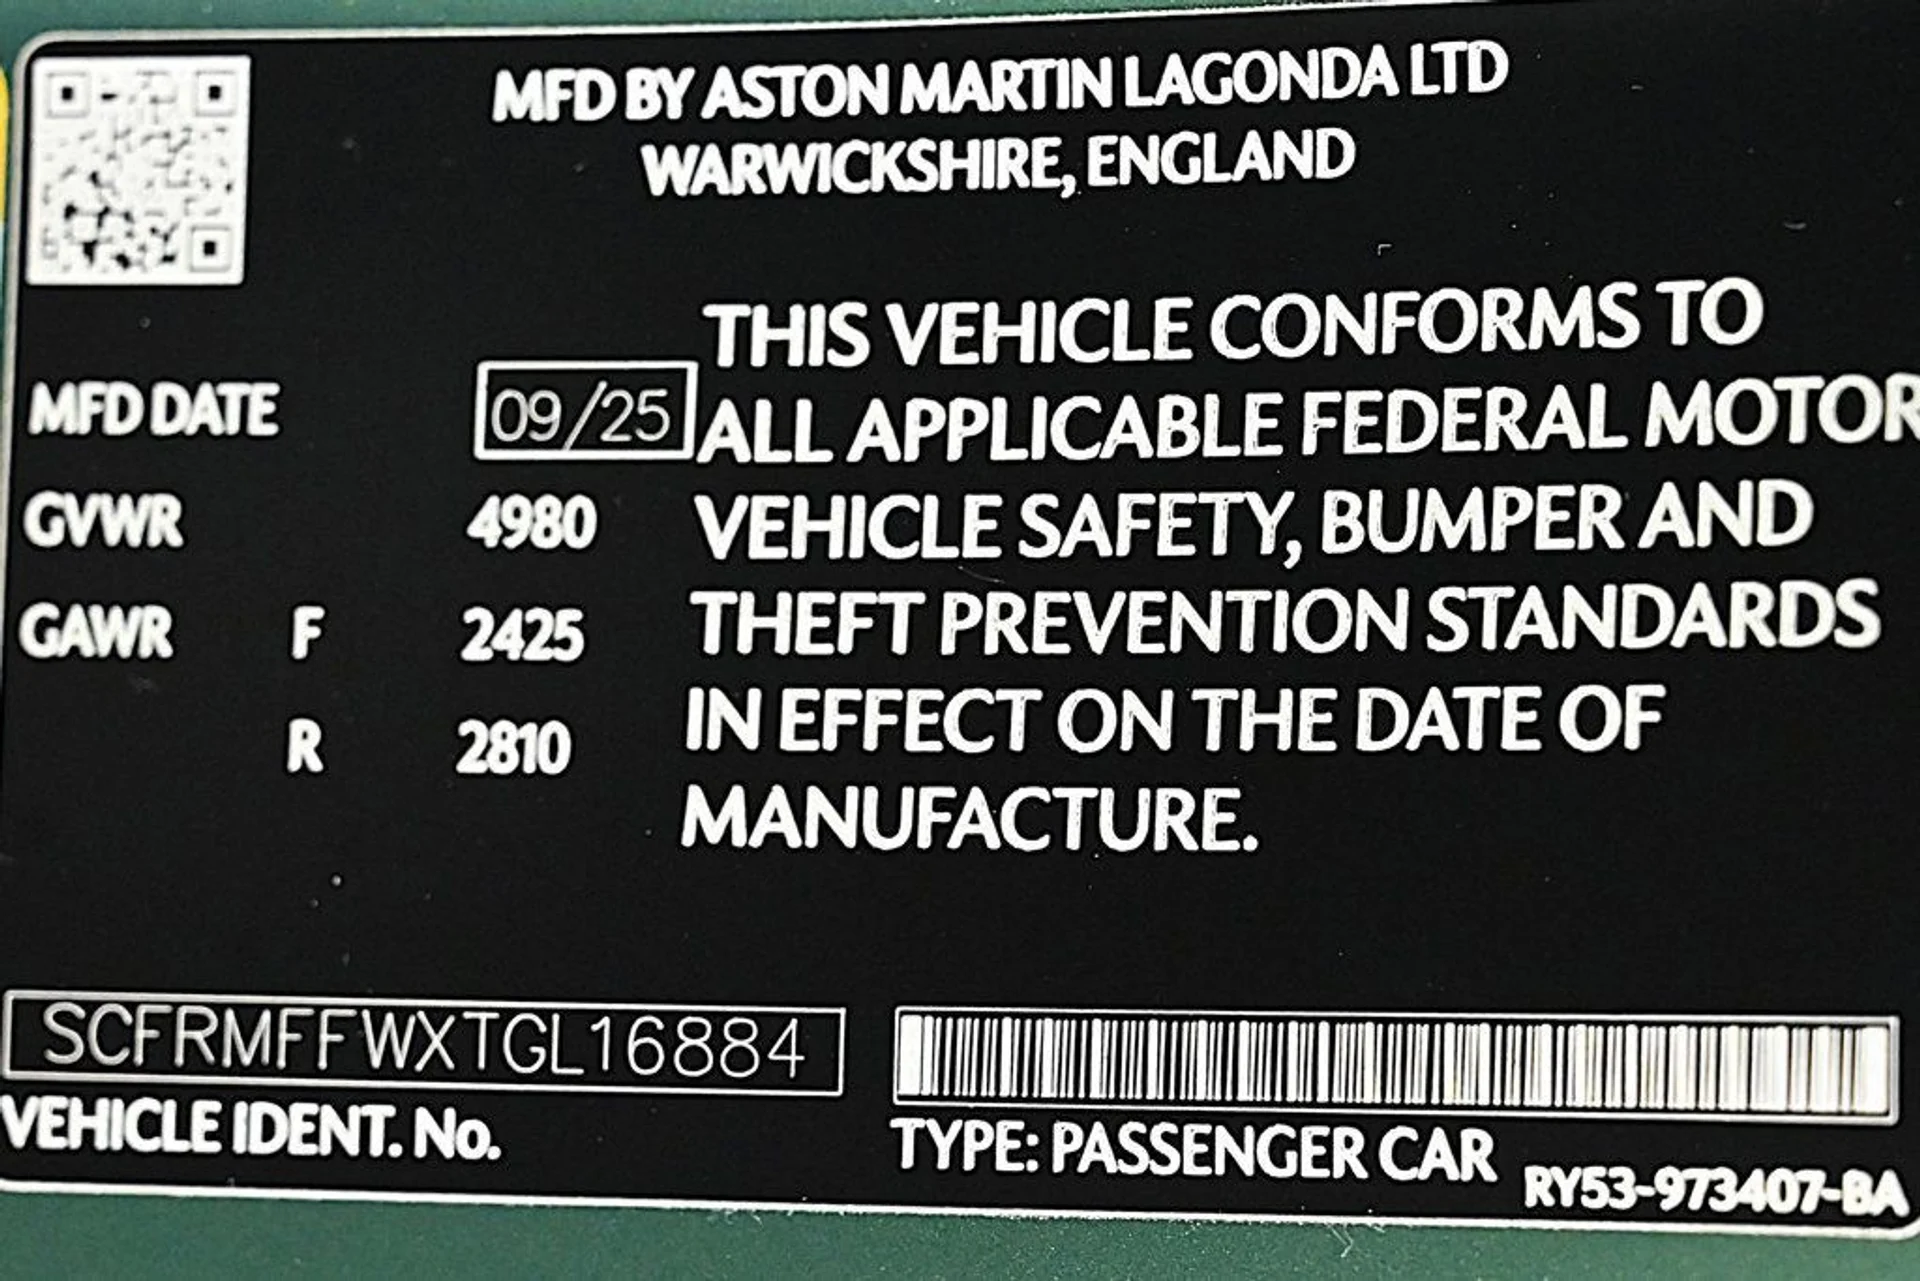 MFD BY ASTON MARTIN LAGONDA LTD
WARWICKSHIRE, ENGLAND
THIS VEHICLE CONFORMS TO
ALL APPLICABLE FEDERAL MOTOR
VEHICLE SAFETY, BUMPER AND
THEFT PREVENTION STANDARDS
IN EFFECT ON THE DATE OF
MANUFACTURE.
MFD DATE 09/25
GVWR 4980
GAWR F 2425
R 2810
SCFRMFFWXTGL16884
VEHICLE IDENT. No.
TYPE: PASSENGER CAR
RY53-973407-BA